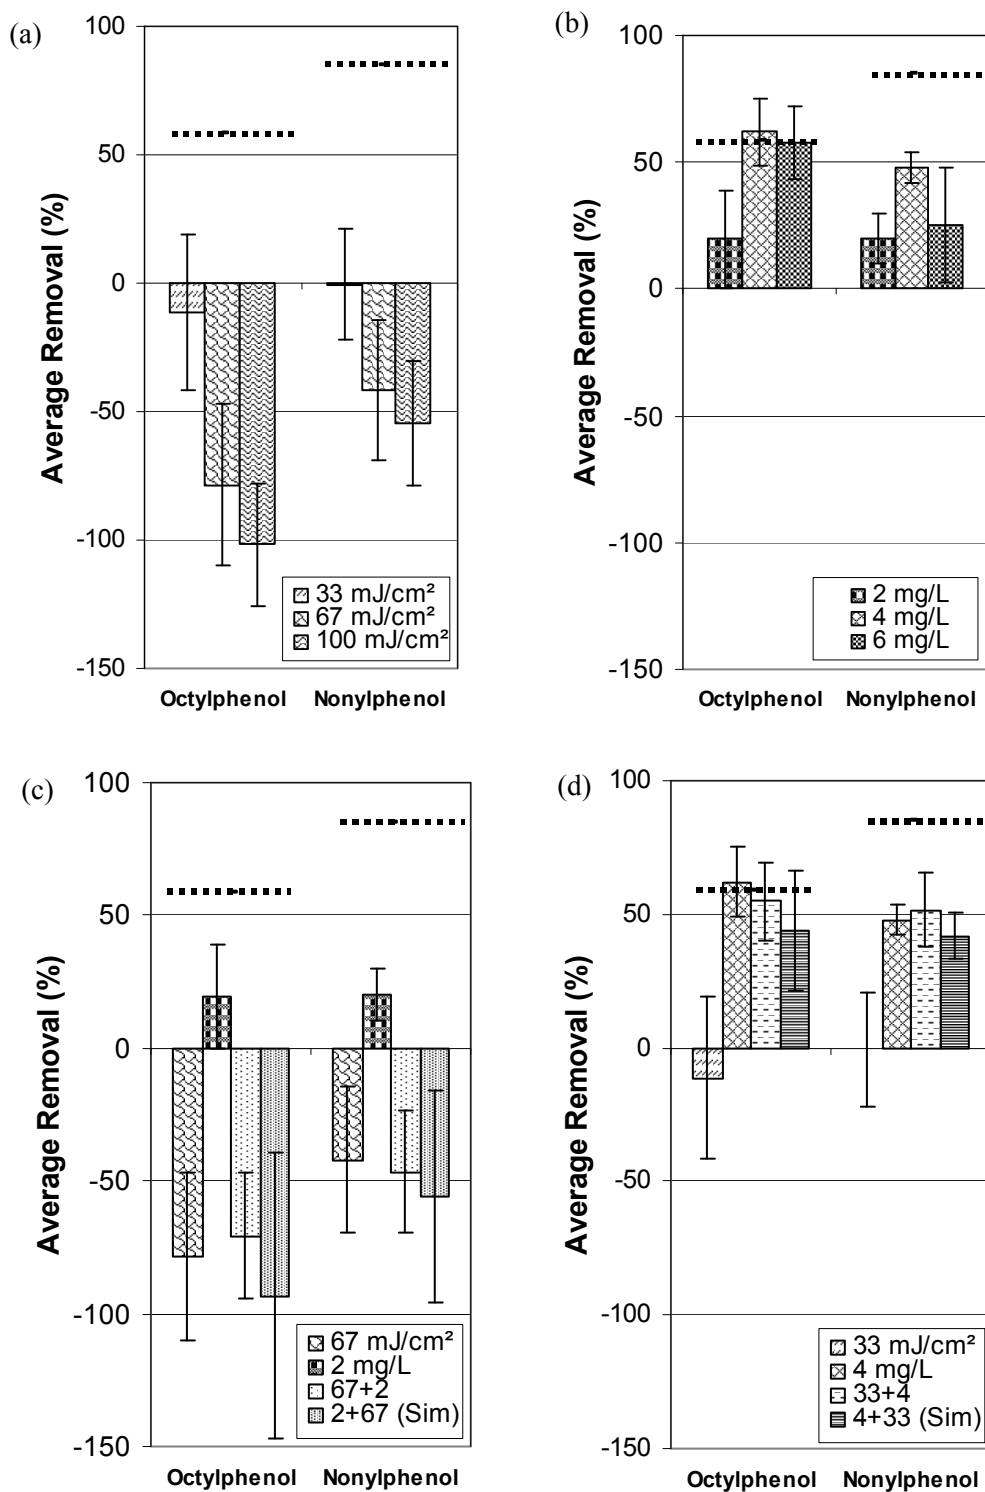 (a)
Average Removal (%)
100
50
0
-50
-100
-150
33 mJ/cm²
67 mJ/cm²
100 mJ/cm²
Octylphenol Nonylphenol
(b)
Average Removal (%)
100
50
0
-50
-100
-150
2 mg/L
4 mg/L
6 mg/L
Octylphenol Nonylphenol
(c)
Average Removal (%)
100
50
0
-50
-100
-150
67 mJ/cm²
2 mg/L
67+2
2+67 (Sim)
Octylphenol Nonylphenol
(d)
Average Removal (%)
100
50
0
-50
-100
-150
33 mJ/cm²
4 mg/L
33+4
4+33 (Sim)
Octylphenol Nonylphenol